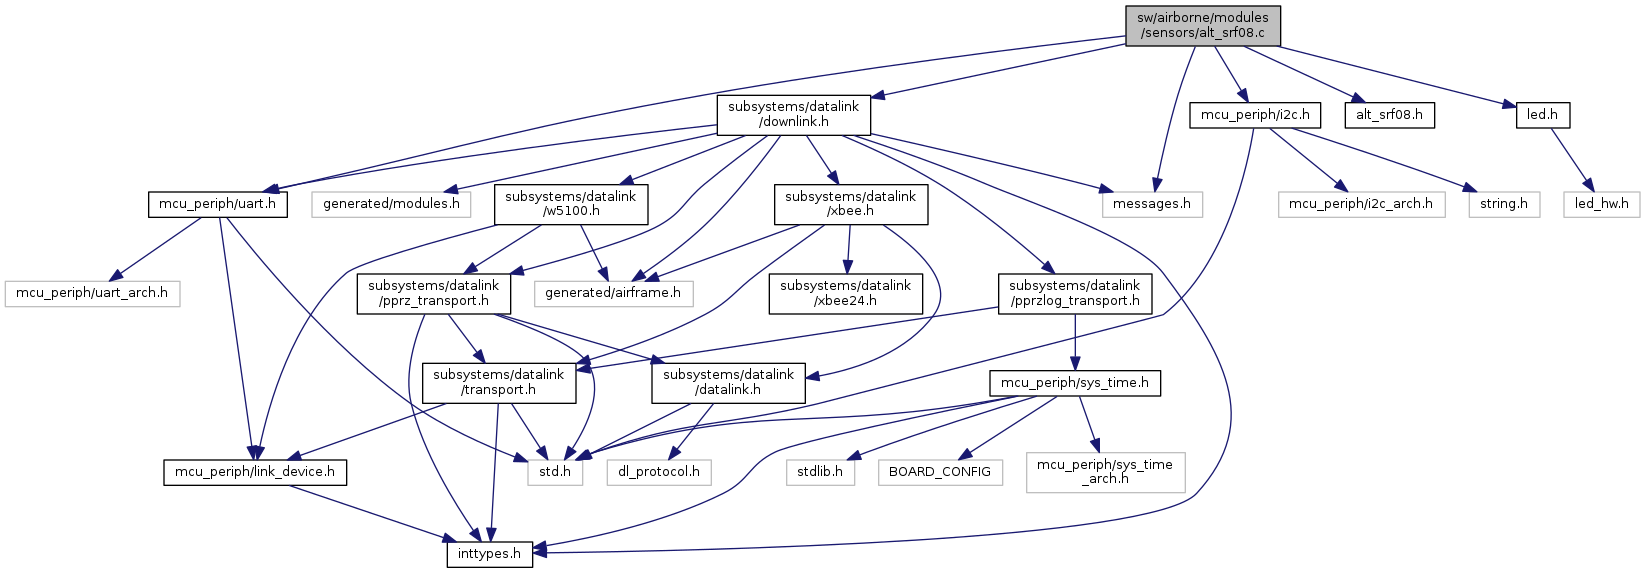 sw/airborne/modules
/sensors/alt_srf08.c
subsystems/datalink
/downlink.h
mcu_periph/i2c.h
alt_srf08.h
led.h
mcu_periph/uart.h
generated/modules.h
subsystems/datalink
/w5100.h
subsystems/datalink
/xbee.h
messages.h
mcu_periph/i2c_arch.h
string.h
led_hw.h
mcu_periph/uart_arch.h
subsystems/datalink
/pprz_transport.h
generated/airframe.h
subsystems/datalink
/xbee24.h
subsystems/datalink
/pprzlog_transport.h
subsystems/datalink
/transport.h
subsystems/datalink
/datalink.h
mcu_periph/sys_time.h
mcu_periph/link_device.h
std.h
dl_protocol.h
stdlib.h
BOARD_CONFIG
mcu_periph/sys_time
_arch.h
inttypes.h